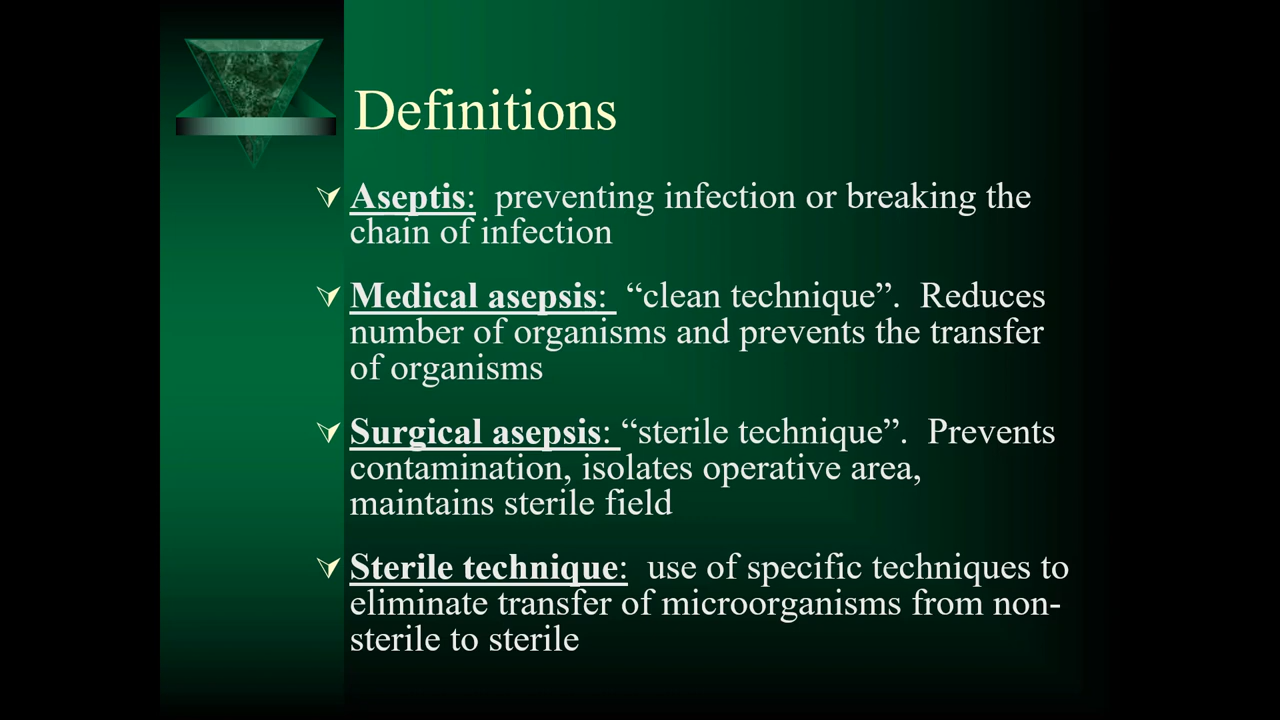 Definitions
Aseptis:  preventing infection or breaking the
chain of infection
Medical asepsis:  “clean technique”.  Reduces
number of organisms and prevents the transfer
of organisms
Surgical asepsis: “sterile technique”.  Prevents
contamination, isolates operative area,
maintains sterile field
Sterile technique:  use of specific techniques to
eliminate transfer of microorganisms from non-
sterile to sterile